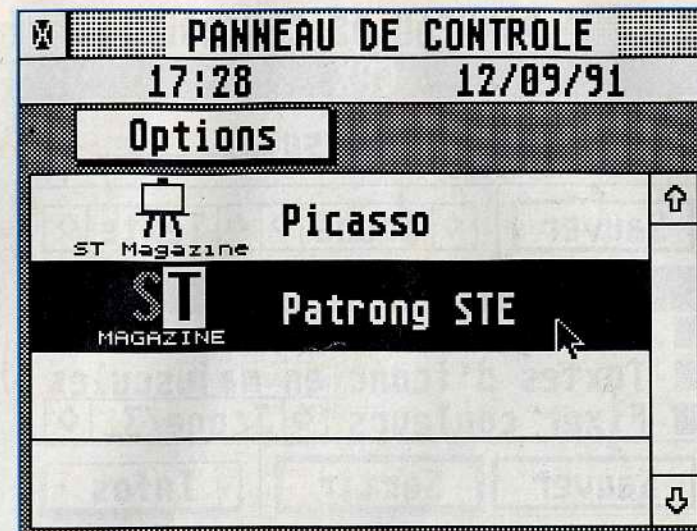 PANNEAU DE CONTROLE
17:28 12/09/91
Options
Picasso
ST Magazine
Patrong STE
ST
MAGAZINE